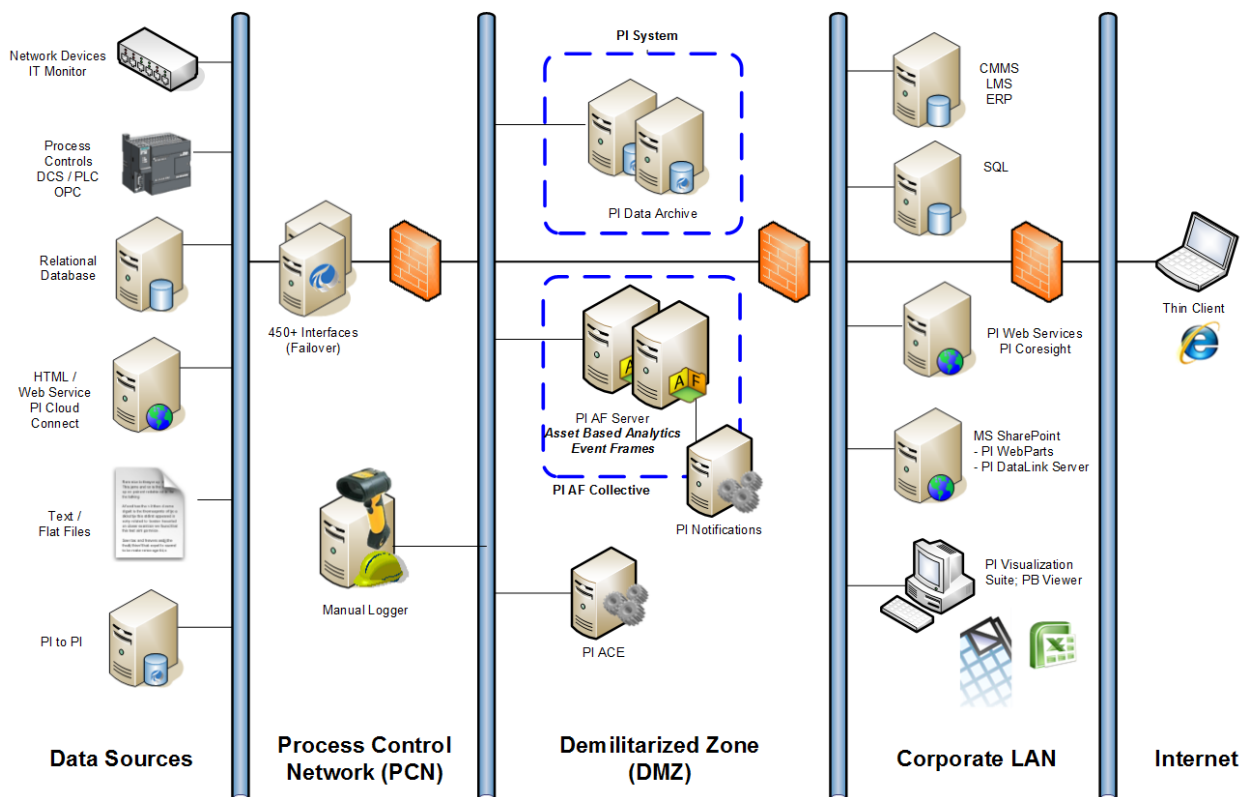 Network Devices
IT Monitor
Process
Controls
DCS / PLC
OPC
Relational
Database
HTML /
Web Service
PI Cloud
Connect
Text /
Flat Files
PI to PI
Data Sources
450+ Interfaces
(Failover)
Manual Logger
Process Control
Network (PCN)
PI System
PI Data Archive
A
A F
PI AF Server
Asset Based Analytics
Event Frames
PI AF Collective
PI Notifications
PI ACE
Demilitarized Zone
(DMZ)
CMMS
LMS
ERP
SQL
PI Web Services
PI Coresight
MS SharePoint
- PI WebParts
- PI DataLink Server
PI Visualization
Suite; PB Viewer
X
Corporate LAN
Thin Client
Internet